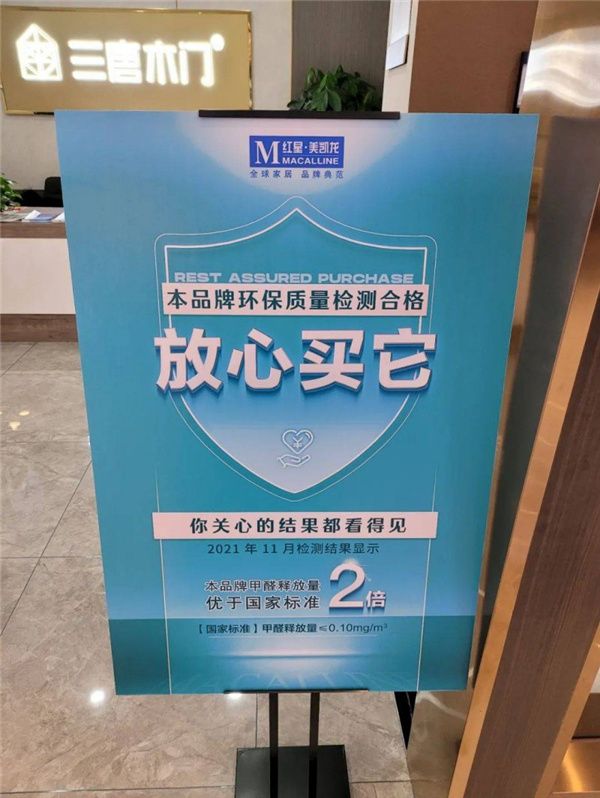 三唐木门
M 红星·美凯龙
MACALLINE
全球家居 品牌典范
REST ASSURED PURCHASE
本品牌环保质量检测合格
放心买它
你关心的结果都看得见
2021 年 11 月检测结果显示
本品牌甲醛释放量
优于国家标准 2倍
【国家标准】甲醛释放量≤0.10mg/m³